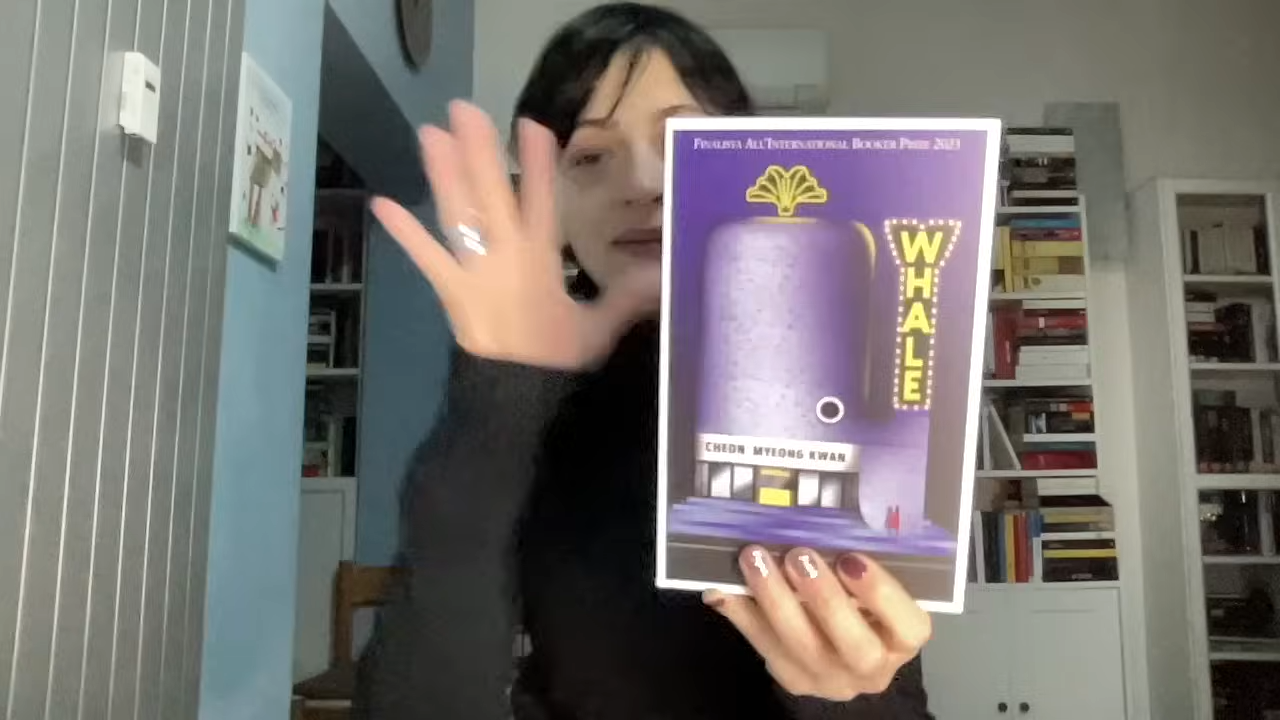 Finalista All'International Booker Prize 2023
WHALE
CHEON MYEONG KWAN